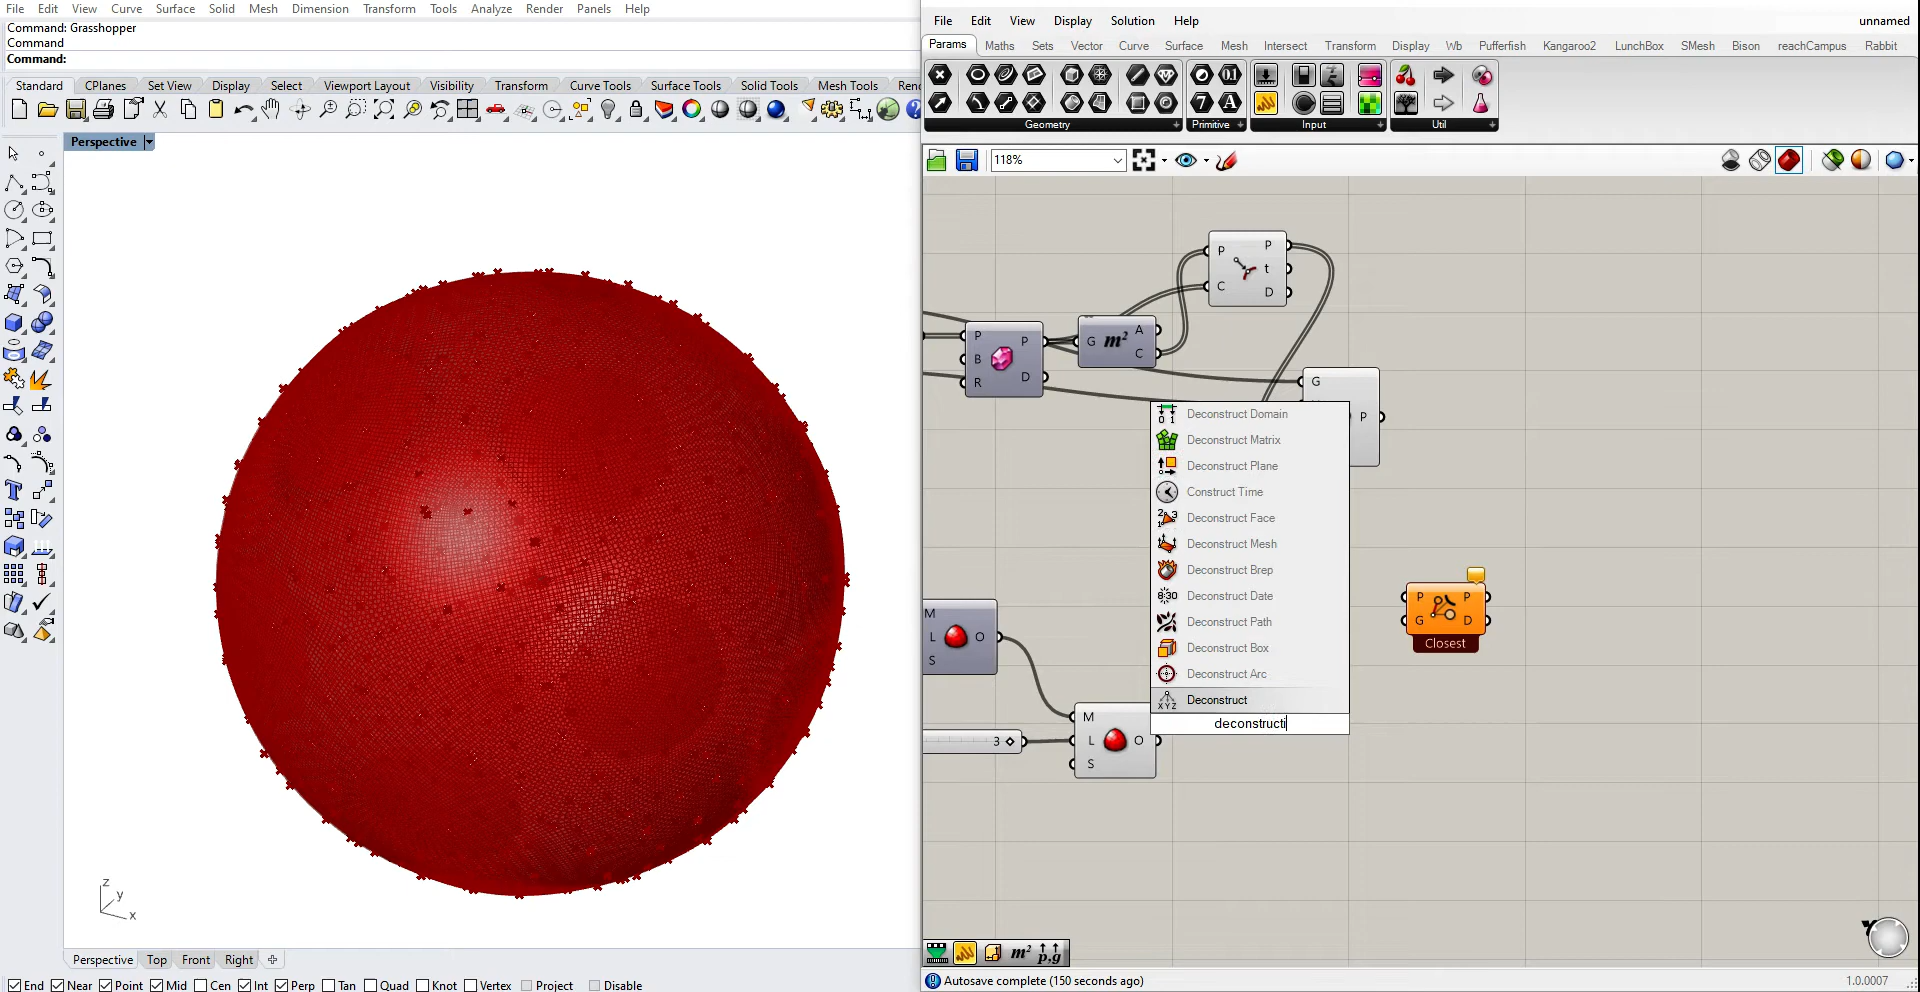 File Edit View Curve Surface Solid Mesh Dimension Transform Tools Analyze Render Panels Help
Command: Grasshopper
Command
Command:
Standard CPlanes Set View Display Select Viewport Layout Visibility Transform Curve Tools Surface Tools Solid Tools Mesh Tools Ren
Perspective
z
y
x
Perspective Top Front Right
End Near Point Mid Cen Int Perp Tan Quad Knot Vertex Project Disable
File Edit View Display Solution Help
unnamed
Params Maths Sets Vector Curve Surface Mesh Intersect Transform Display Wb Pufferfish Kangaroo2 LunchBox SMesh Bison reachCampus Rabbit
Geometry Primitive Input Util
118%
P P
t
C D
P P
B
R D
G m² A
C
G
P
Deconstruct Domain
Deconstruct Matrix
Deconstruct Plane
Construct Time
Deconstruct Face
Deconstruct Mesh
Deconstruct Brep
Deconstruct Date
Deconstruct Path
Deconstruct Box
Deconstruct Arc
Deconstruct
deconstructi
P P
G D
Closest
M
L O
S
3
M
L O
S
m² p,g
Autosave complete (150 seconds ago)
1.0.0007